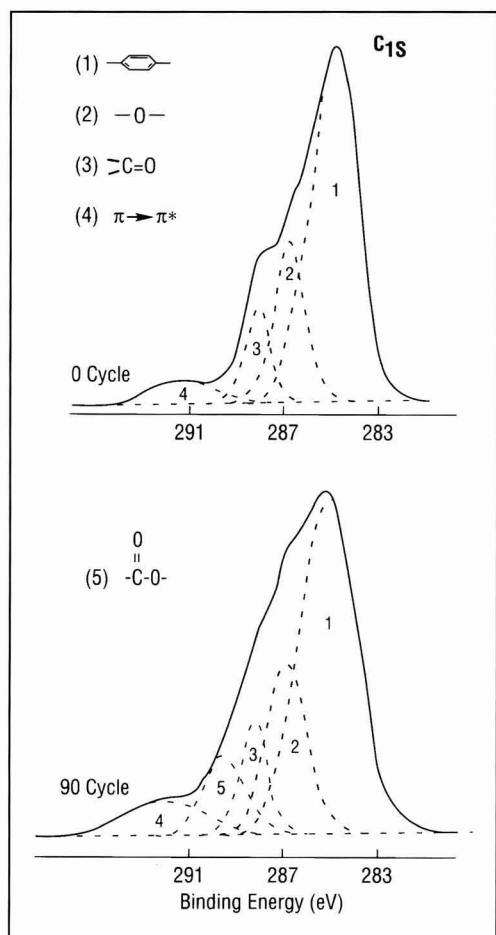 C1S
(1)
(2) —O—
(3) >C=O
(4) π→π*
1
2
3
4
0 Cycle
291 287 283
O
(5) -C-O-
1
2
3
5
4
90 Cycle
291 287 283
Binding Energy (eV)